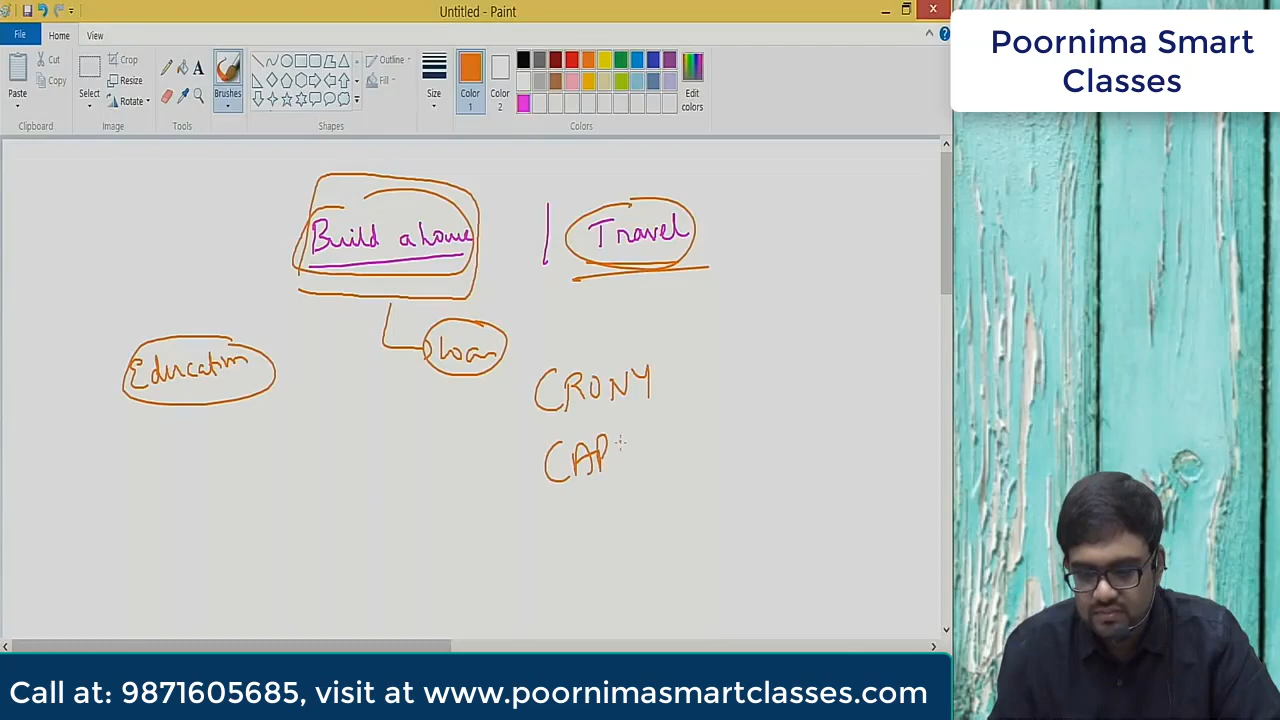 Untitled - Paint
File Home View
Paste
Cut
Copy
Clipboard
Select
Crop
Resize
Rotate
Image
Tools
Brushes
Outline
Fill
Shapes
Size
Color 1
Color 2
Edit colors
Colors
Poornima Smart
Classes
Build a home | Travel
loan
Education
CRONY
CAP
Call at: 9871605685, visit at www.poornimasmartclasses.com